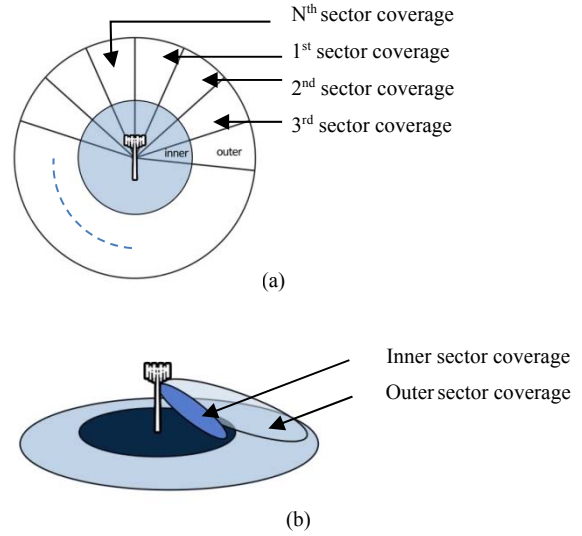 Nth sector coverage
1st sector coverage
2nd sector coverage
3rd sector coverage
inner outer
(a)
Inner sector coverage
Outer sector coverage
(b)